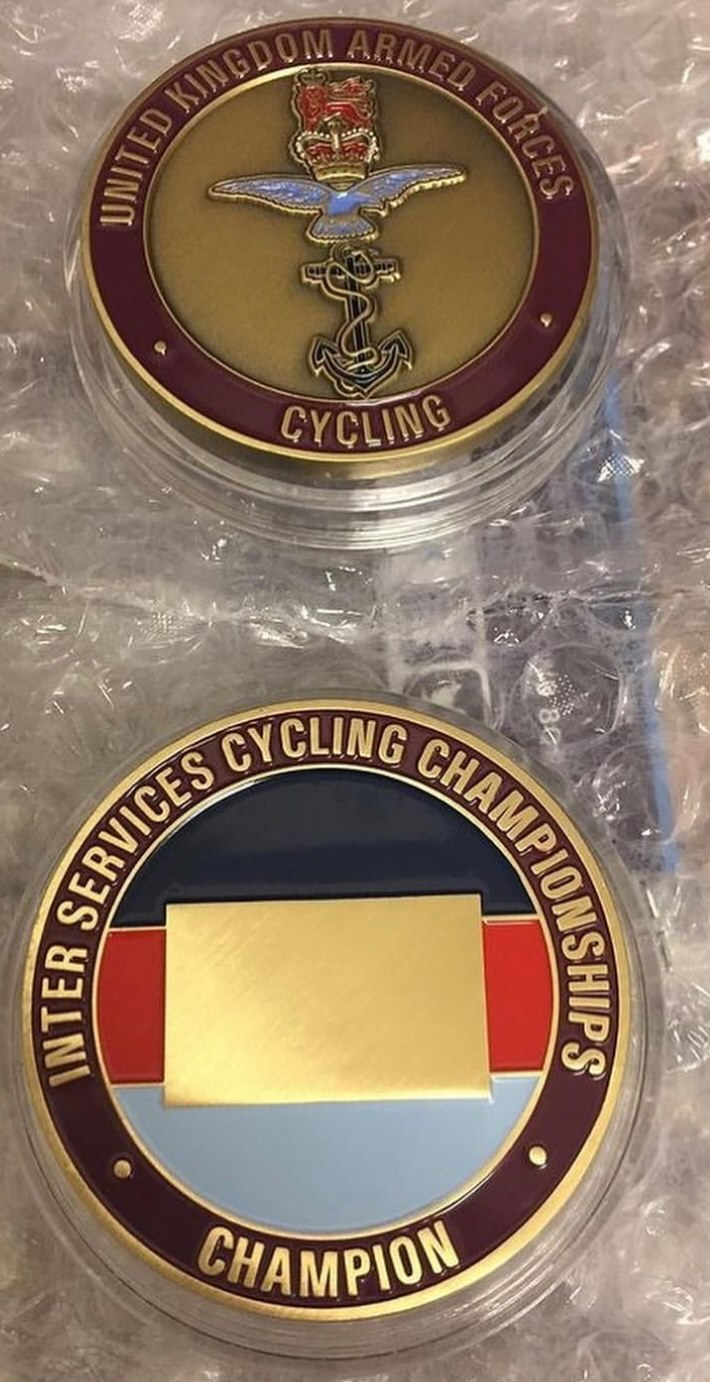 UNITED KINGDOM ARMED FORCES
CYCLING
INTER SERVICES CYCLING CHAMPIONSHIPS
CHAMPION